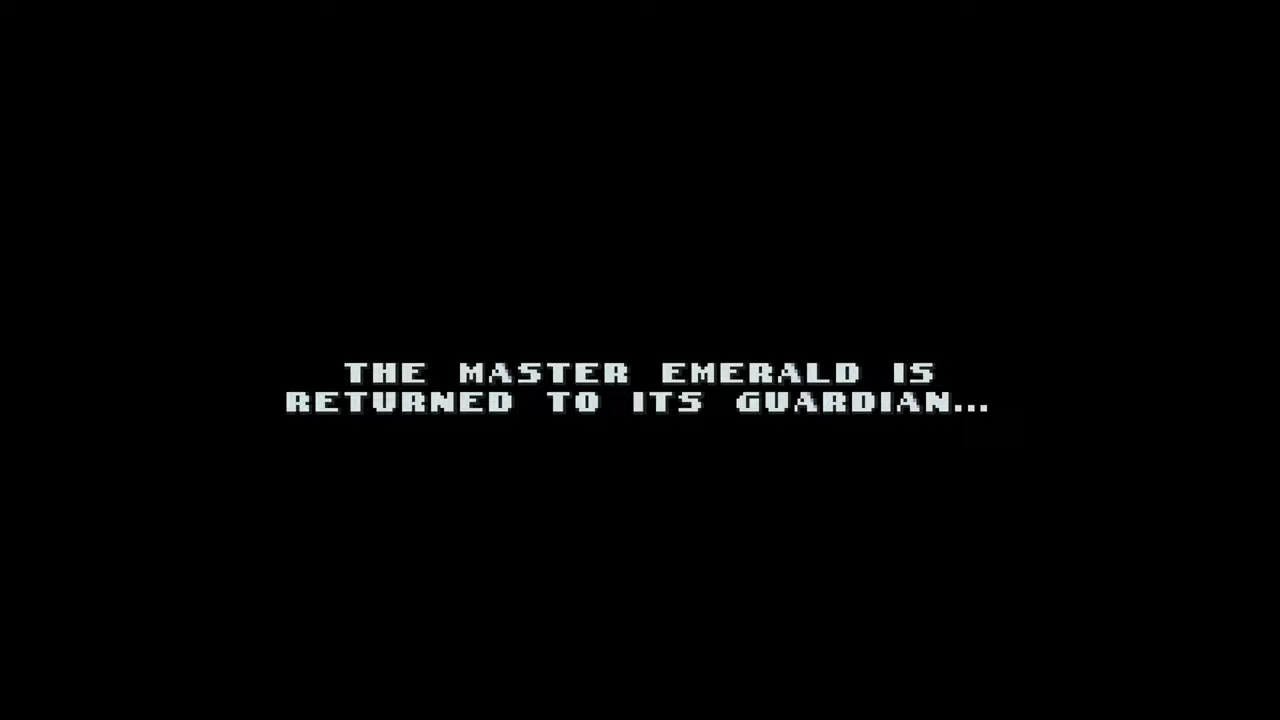 THE MASTER EMERALD IS
RETURNED TO ITS GUARDIAN...